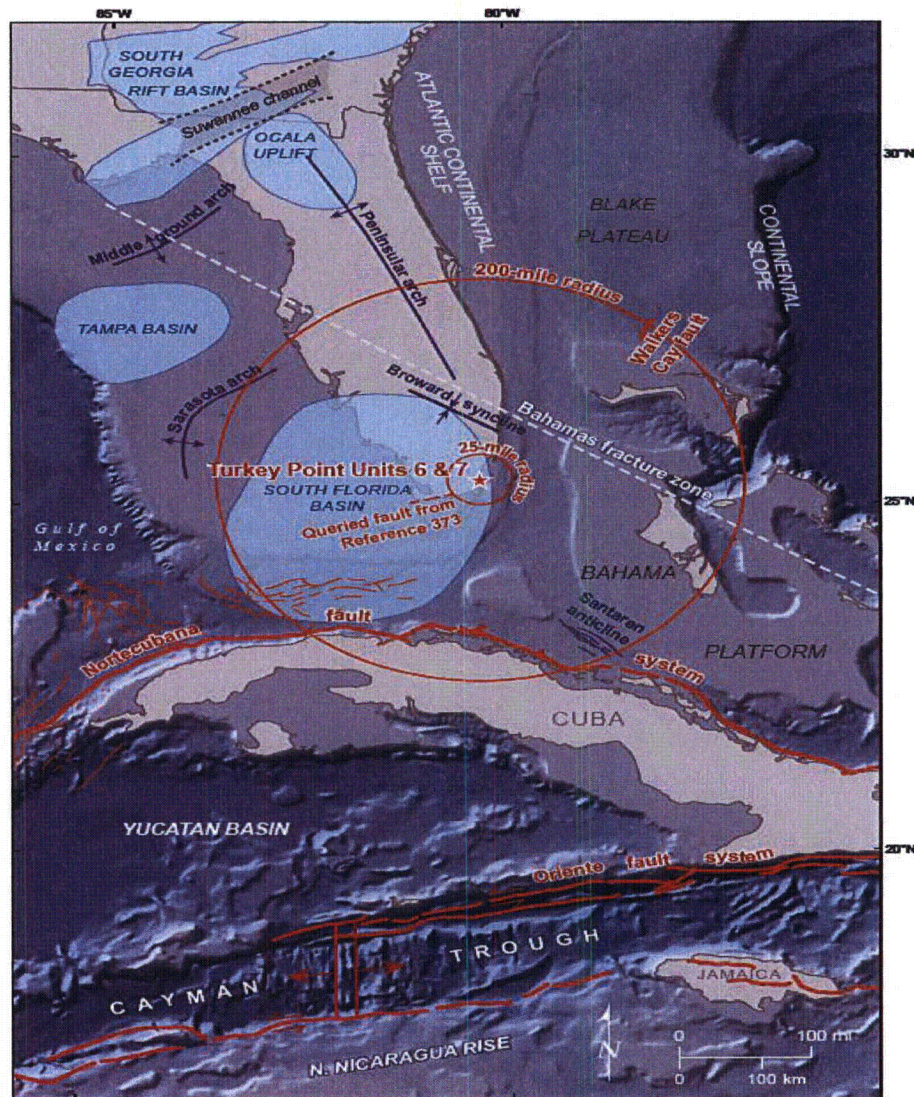 85°W
80°W
SOUTH
GEORGIA
RIFT BASIN
Suwannee channel
OCALA
UPLIFT
ATLANTIC CONTINENTAL
SHELF
30°N
BLAKE
PLATEAU
CONTINENTAL
SLOPE
Middle ground arch
Peninsular arch
200-mile radius
Walkers
Cay fault
TAMPA BASIN
Sarasota arch
Broward syncline
Bahamas fracture zone
25-mile radius
Turkey Point Units 6 & 7
SOUTH FLORIDA
BASIN
Queried fault from
Reference 373
25°N
Gulf of
Mexico
BAHAMA
PLATFORM
Santaren
anticline
Nortecubana
fault
system
CUBA
YUCATAN BASIN
20°N
Oriente fault system
CAYMAN TROUGH
JAMAICA
N. NICARAGUA RISE
N
0 100 mi
0 100 km